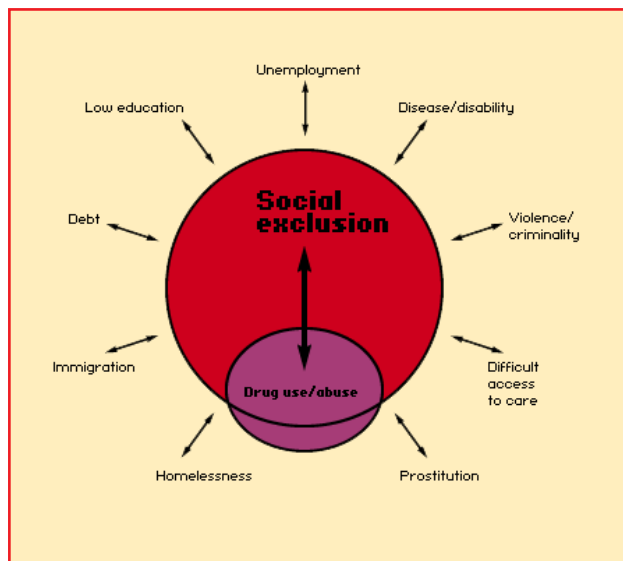 Unemployment
Low education
Disease/disability
Social
exclusion
Debt
Violence/
criminality
Immigration
Difficult
access
to care
Drug use/abuse
Homelessness
Prostitution